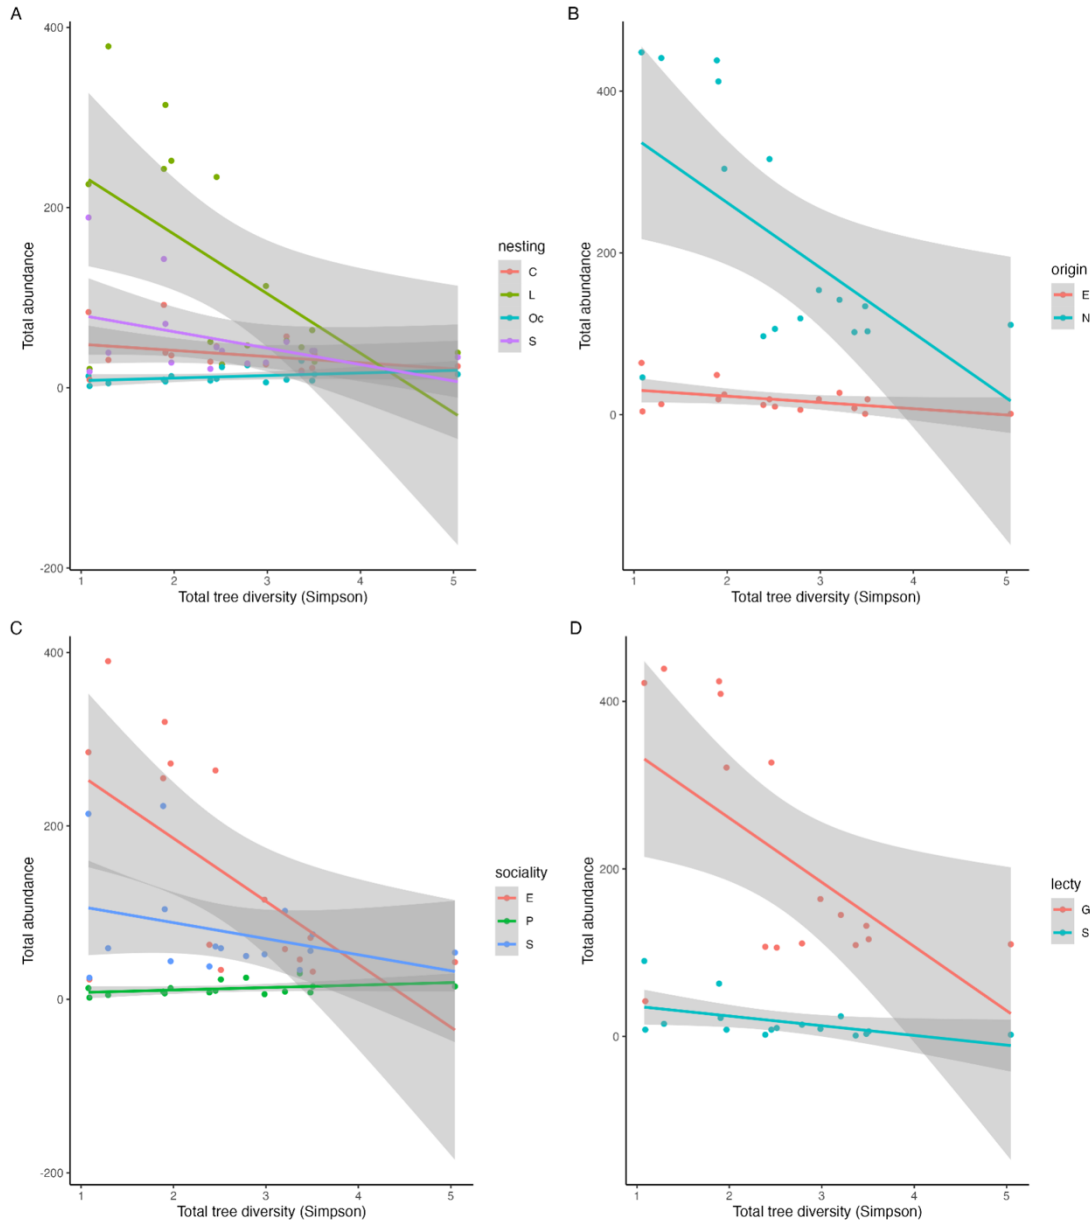 A
400
200
0
-200
Total abundance
1 2 3 4 5
Total tree diversity (Simpson)
nesting
C
L
Oc
S
B
400
200
0
Total abundance
1 2 3 4 5
Total tree diversity (Simpson)
origin
E
N
C
400
200
0
-200
Total abundance
1 2 3 4 5
Total tree diversity (Simpson)
sociality
E
P
S
D
400
200
0
Total abundance
1 2 3 4 5
Total tree diversity (Simpson)
lecty
G
S